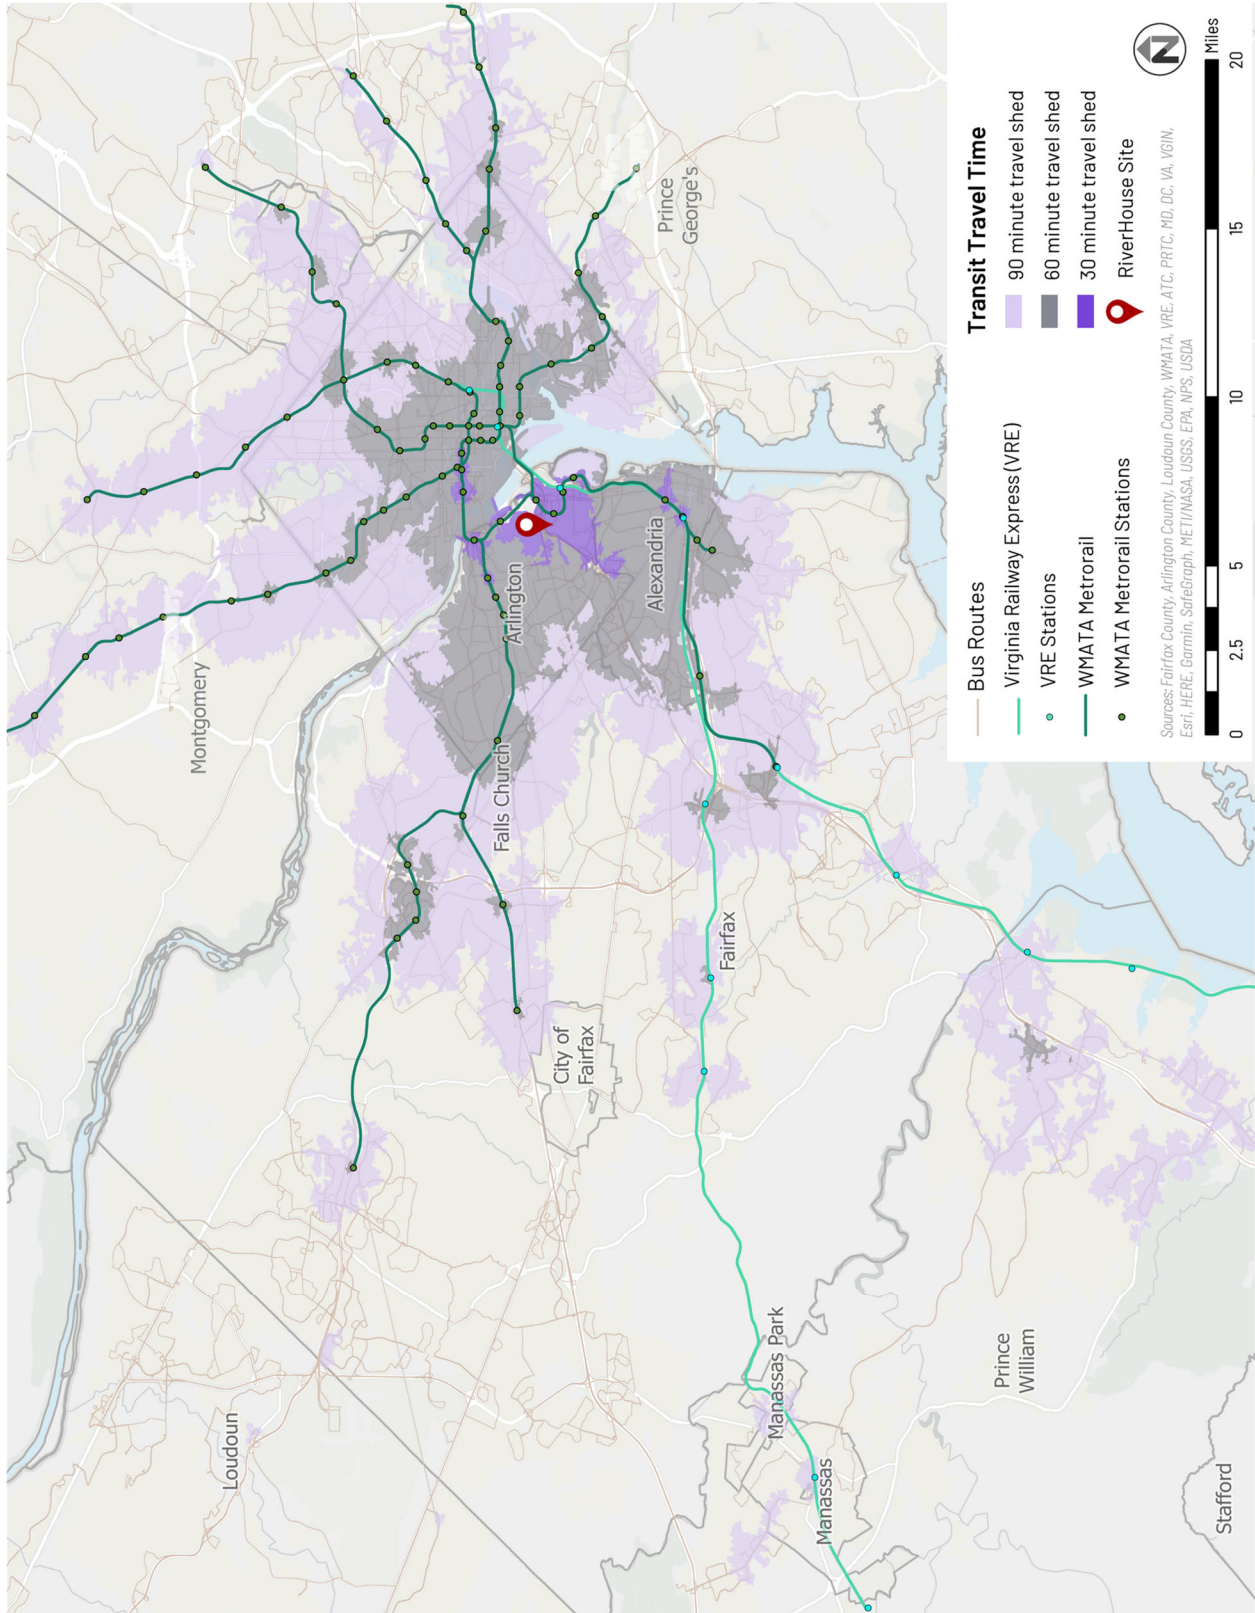 Montgomery
Loudoun
Prince
George's
Arlington
Falls Church
City of
Fairfax
Alexandria
Fairfax
Manassas Park
Manassas
Prince
William
Stafford
Bus Routes
Virginia Railway Express (VRE)
VRE Stations
WMATA Metrorail
WMATA Metrorail Stations
Transit Travel Time
90 minute travel shed
60 minute travel shed
30 minute travel shed
RiverHouse Site
N
Sources: Fairfax County, Arlington County, Loudoun County, WMATA, VRE, ATC, PRTC, MD, DC, VA, VGIN,
Esri, HERE, Garmin, SafeGraph, METI/NASA, USGS, EPA, NPS, USDA
0 2.5 5 10 15 20
Miles